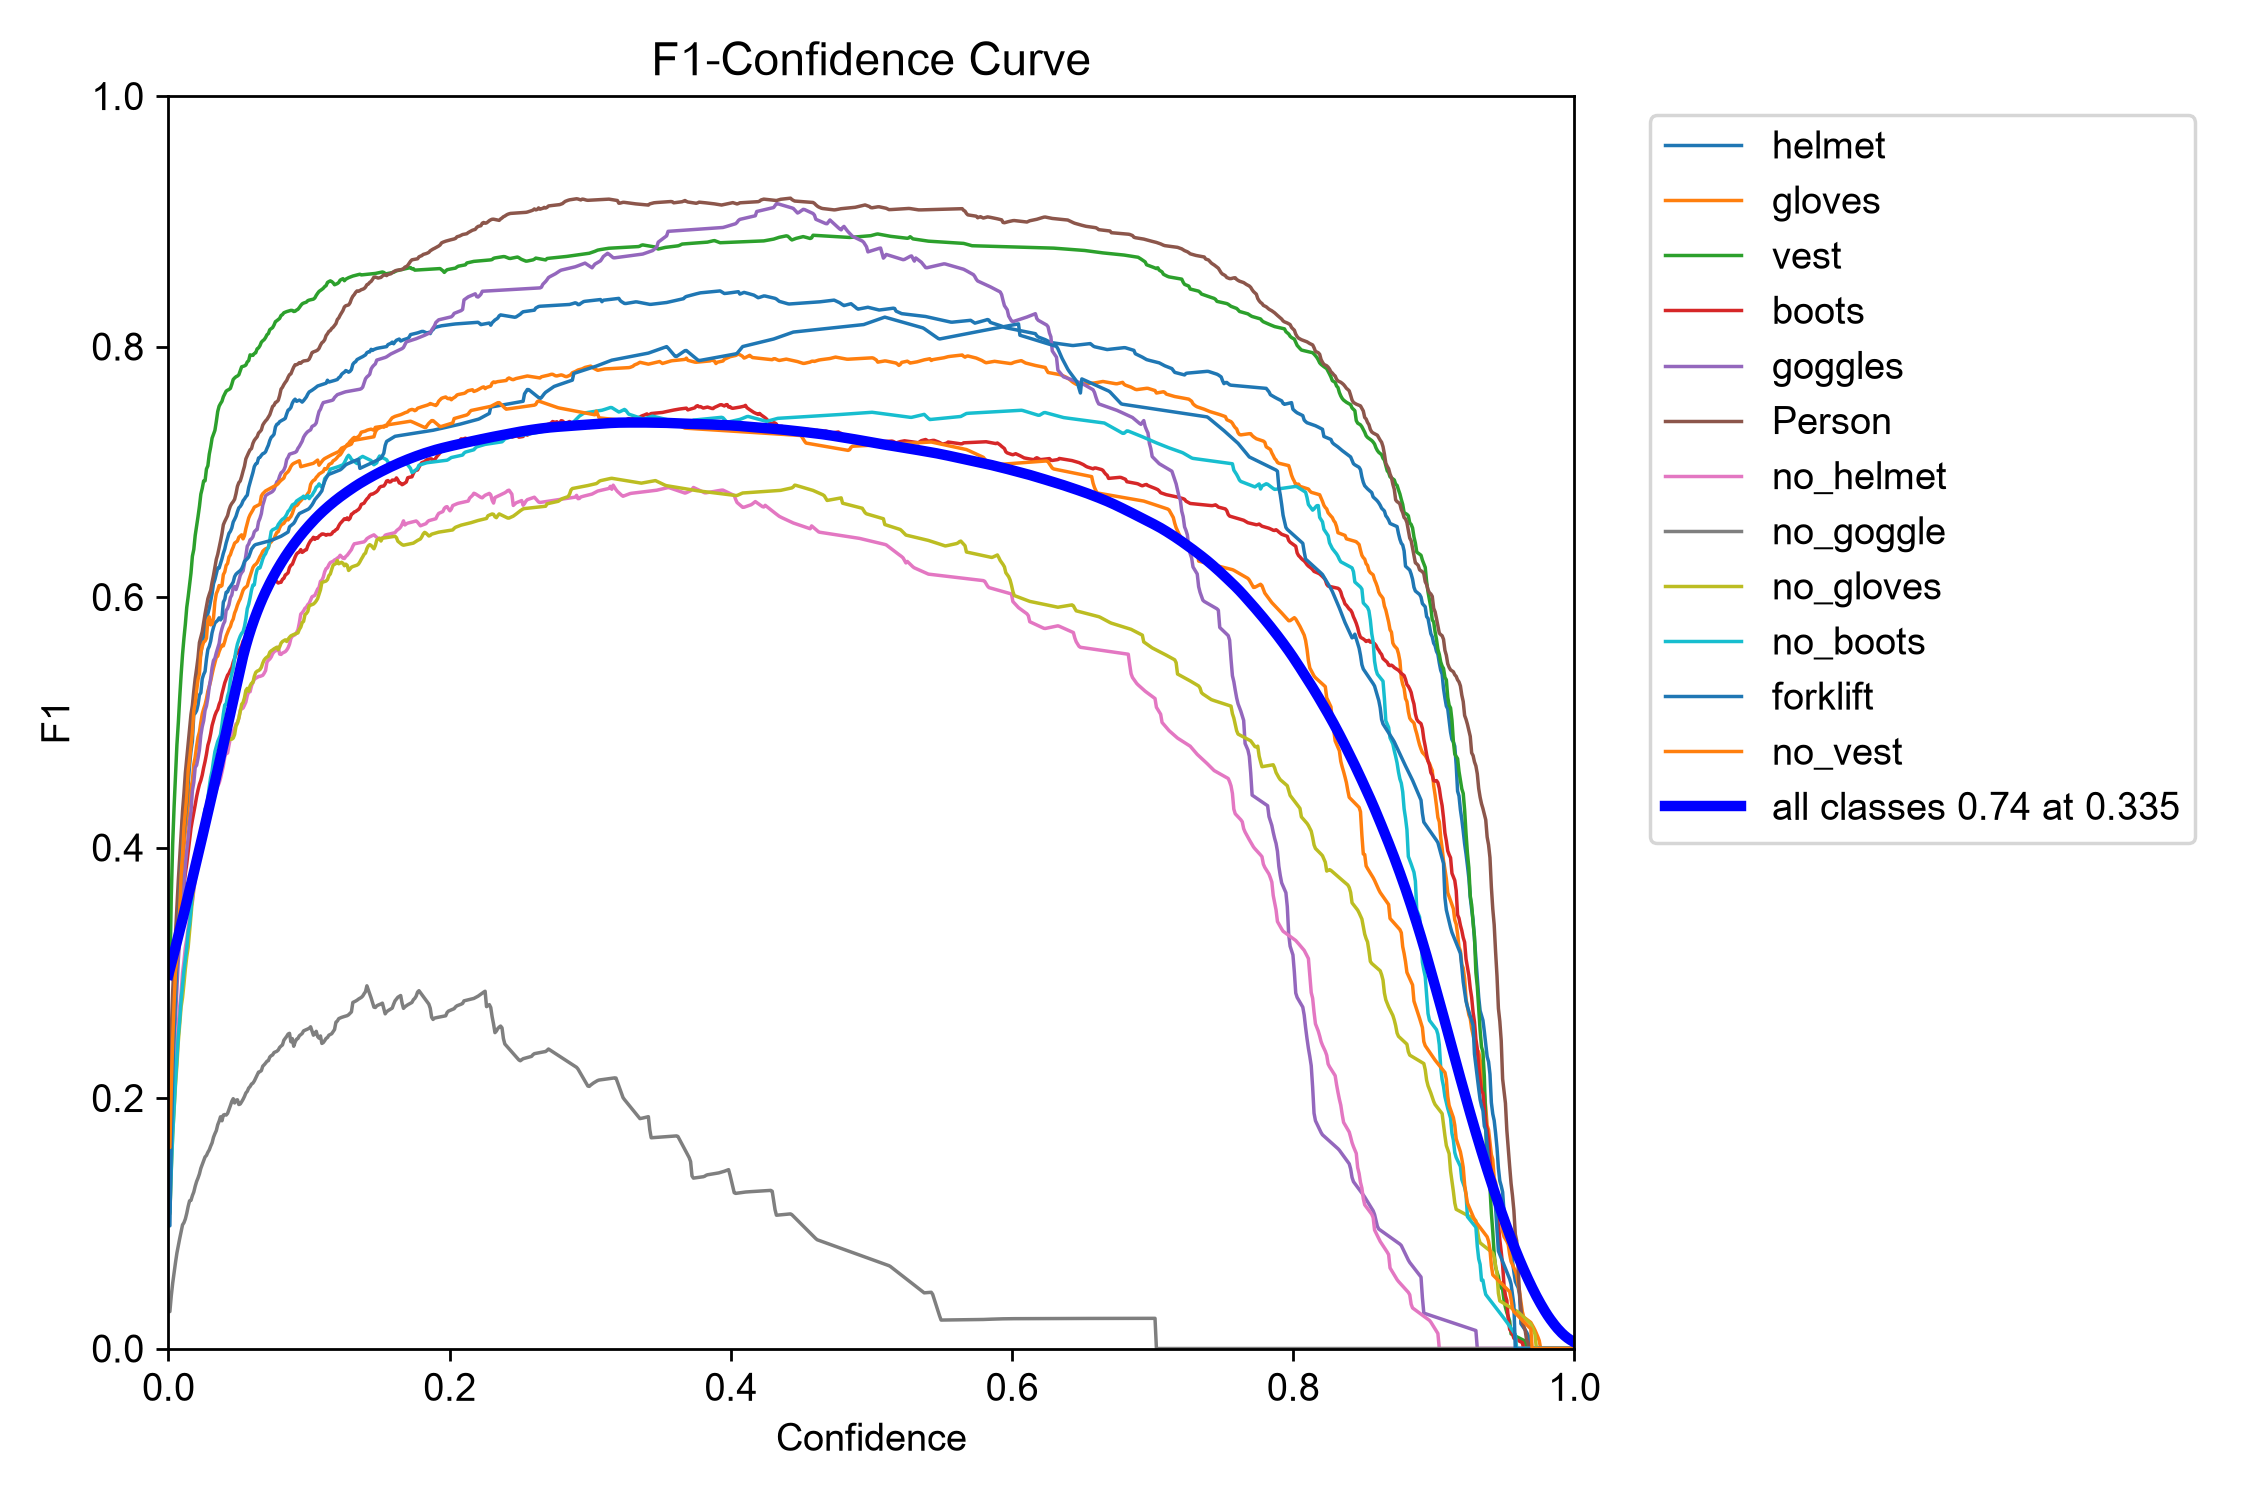 F1-Confidence Curve
1.0
0.8
0.6
0.4
0.2
0.0
F1
0.0 0.2 0.4 0.6 0.8 1.0
Confidence
helmet
gloves
vest
boots
goggles
Person
no_helmet
no_goggle
no_gloves
no_boots
forklift
no_vest
all classes 0.74 at 0.335